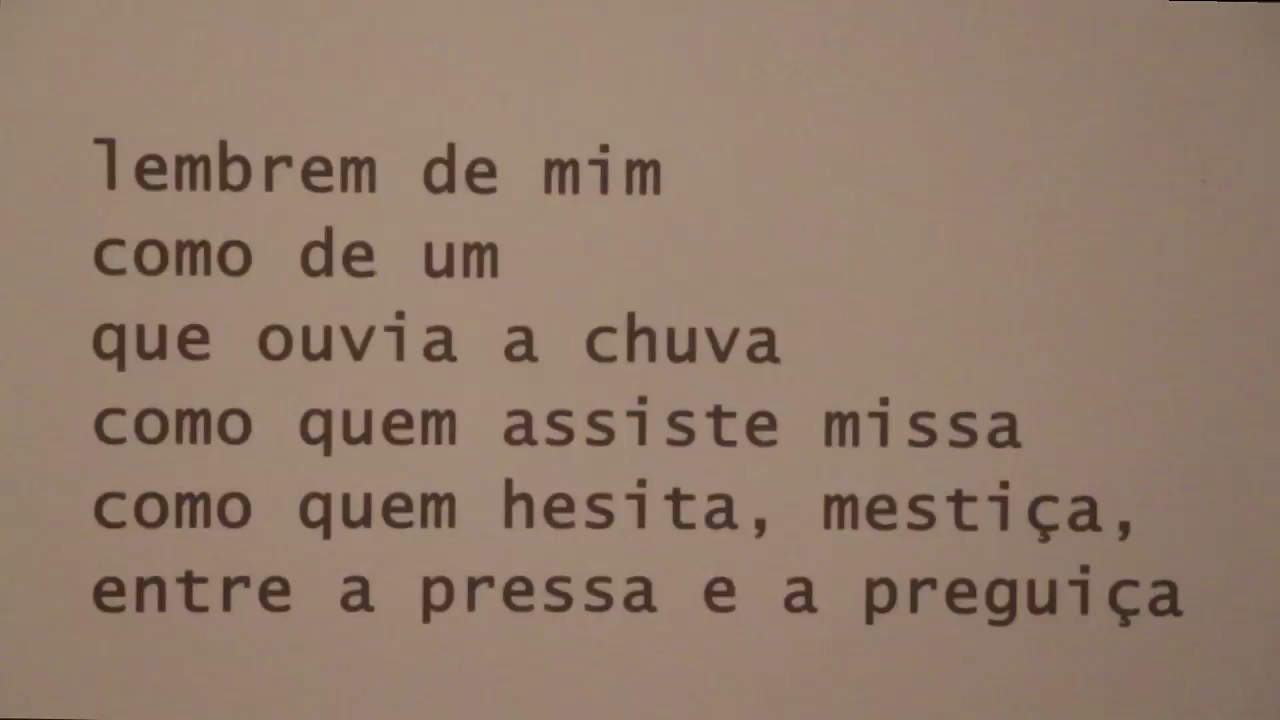 lembrem de mim
como de um
que ouvia a chuva
como quem assiste missa
como quem hesita, mestiça,
entre a pressa e a preguiça